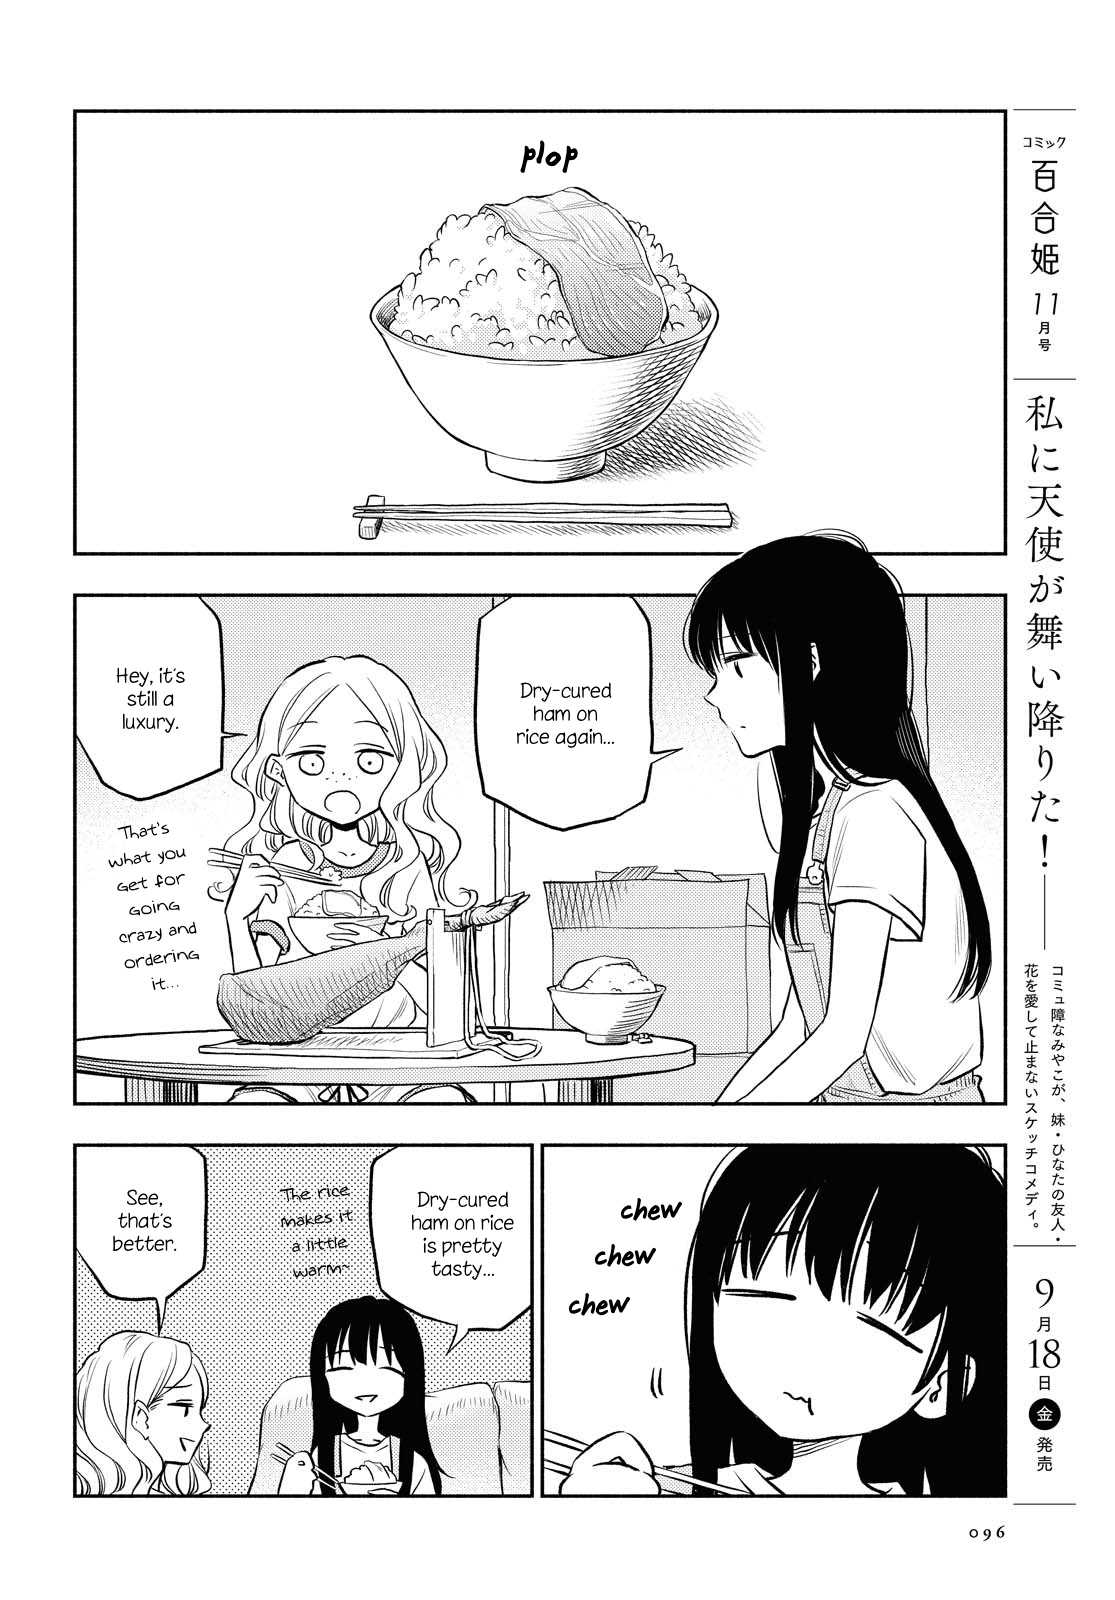 plop
Dry-cured
ham on
rice again...
Hey, it's
still a
luxury.
That's
what you
get for
going
crazy and
ordering
it...
chew
chew
chew
Dry-cured
ham on rice
is pretty
tasty...
The rice
makes it
a little
warm~
See,
that's
better.
コミック
百合姫
11月号
私に天使が舞い降りた!
コミュ障なみやこが、妹・ひなたの友人・
花を愛して止まないスケッチコメディ。
9月18日金発売
096